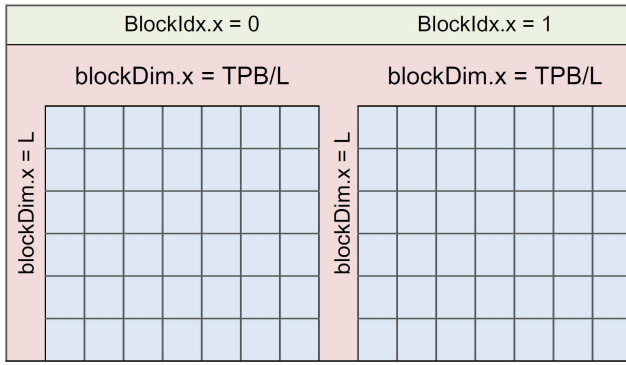 BlockIdx.x = 0
BlockIdx.x = 1
blockDim.x = TPB/L
blockDim.x = TPB/L
blockDim.x = L
blockDim.x = L